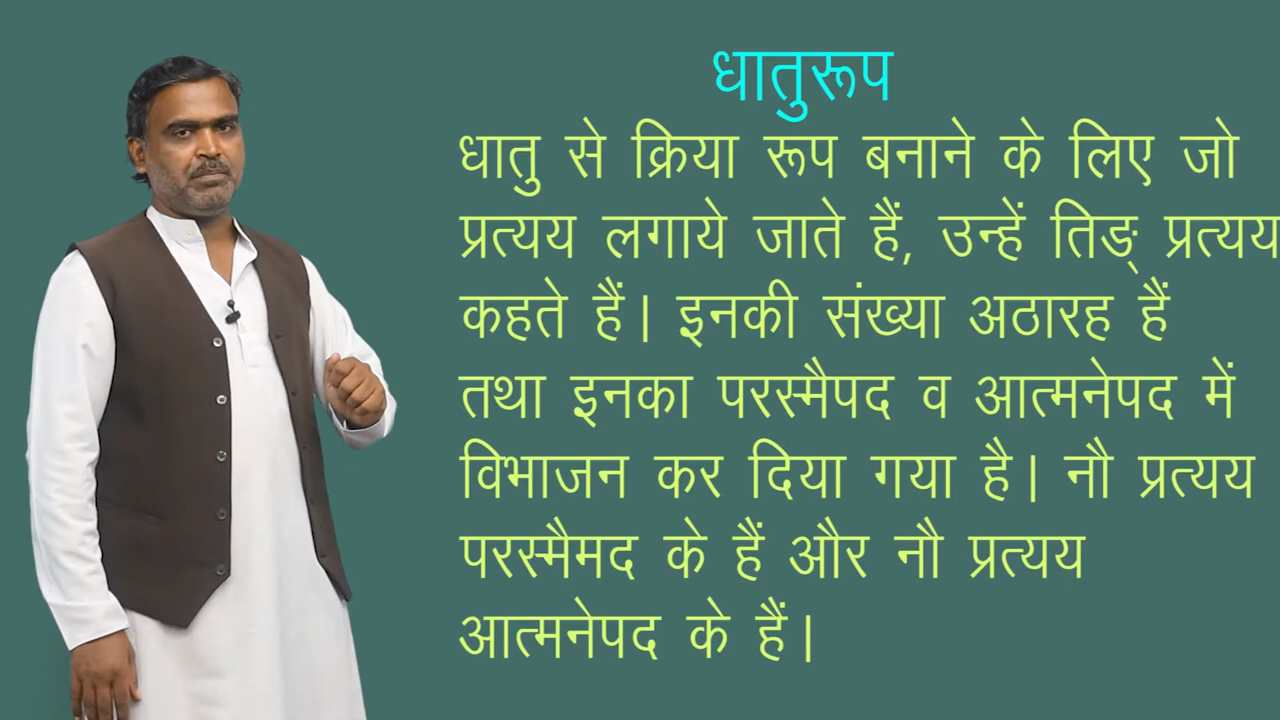 धातुरूप
धातु से क्रिया रूप बनाने के लिए जो
प्रत्यय लगाये जाते हैं, उन्हें तिङ् प्रत्यय
कहते हैं। इनकी संख्या अठारह हैं
तथा इनका परस्मैपद व आत्मनेपद में
विभाजन कर दिया गया है। नौ प्रत्यय
परस्मैमद के हैं और नौ प्रत्यय
आत्मनेपद के हैं।